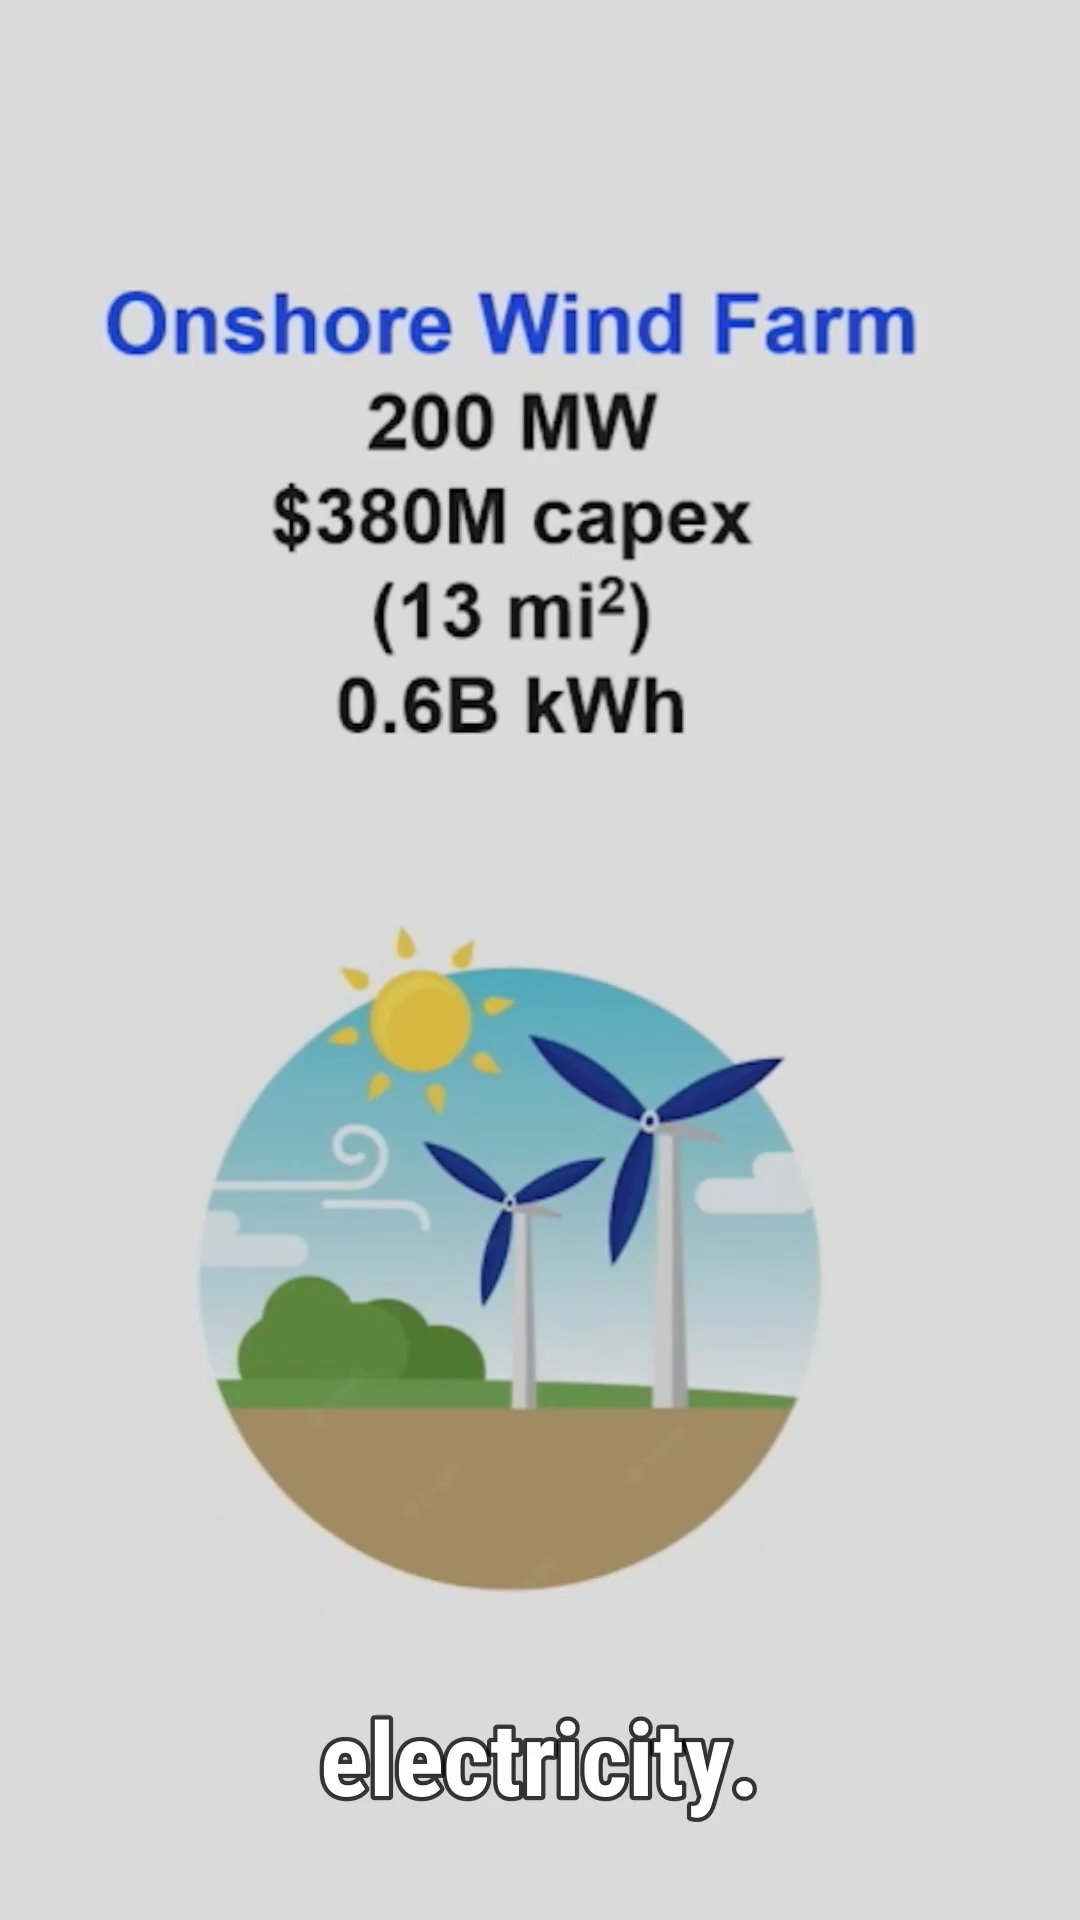 Onshore Wind Farm
200 MW
$380M capex
(13 mi²)
0.6B kWh
electricity.